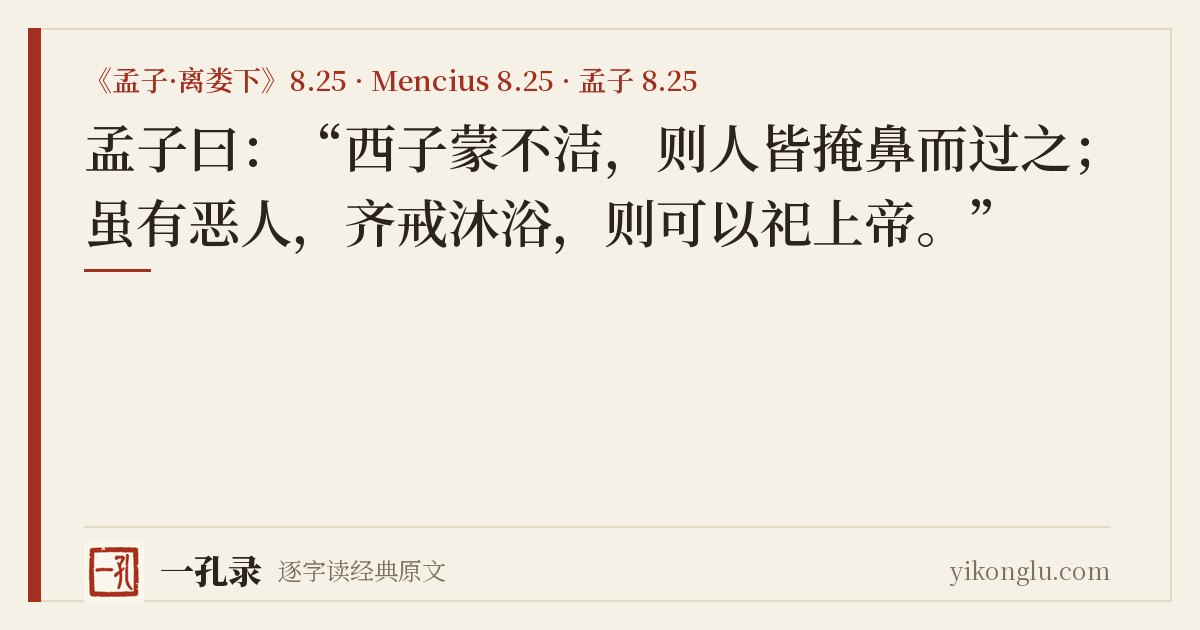 《孟子·离娄下》8.25 · Mencius 8.25 · 孟子 8.25
孟子曰：“西子蒙不洁，则人皆掩鼻而过之；
虽有恶人，齐戒沐浴，则可以祀上帝。”
一孔
一孔录 逐字读经典原文 yikonglu.com